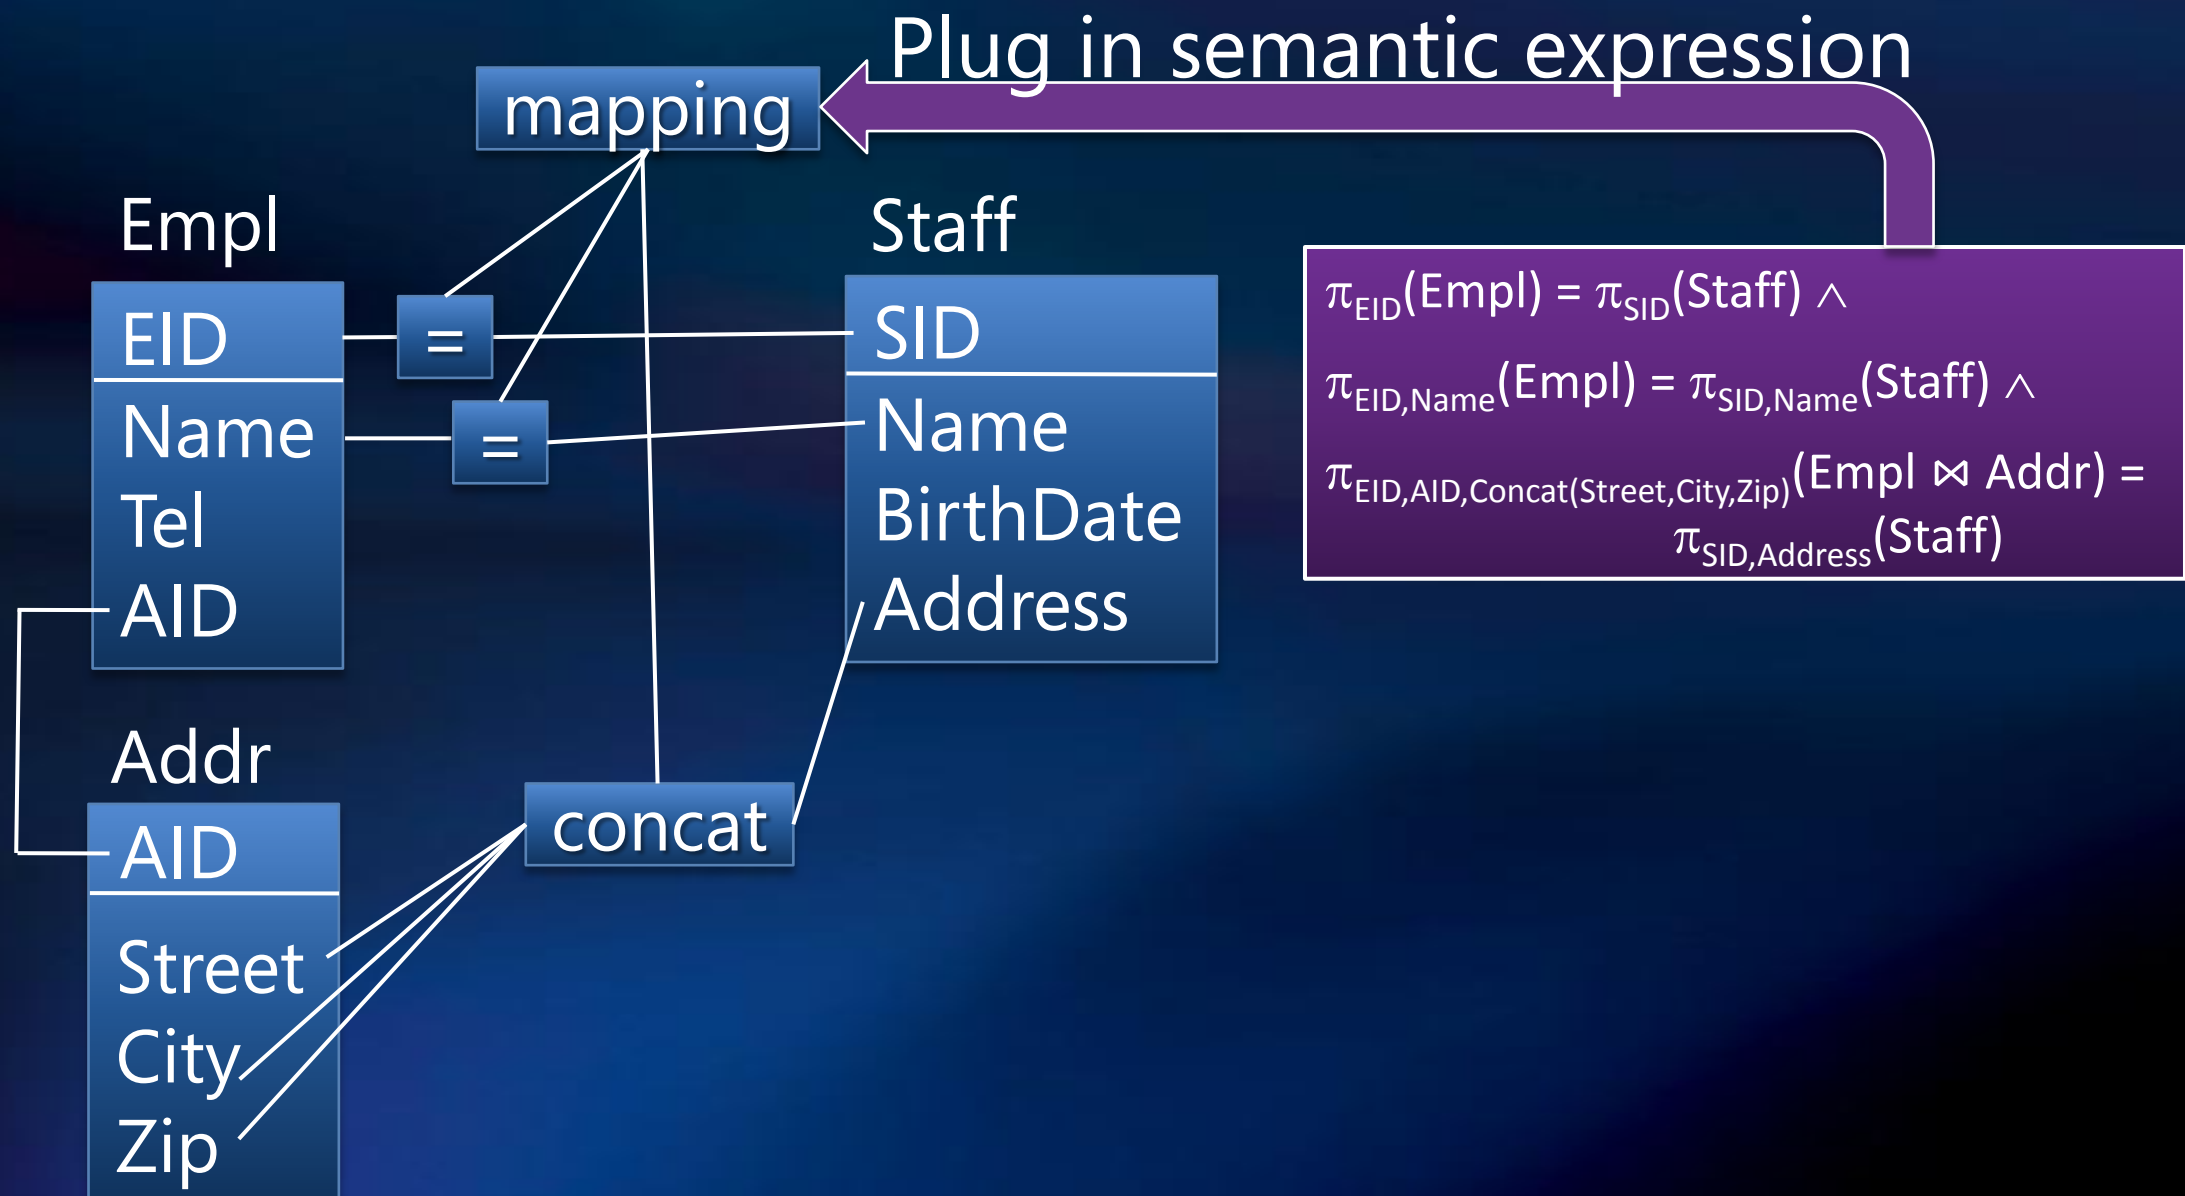 Plug in semantic expression
mapping
Empl
EID
Name
Tel
AID
=
=
Staff
SID
Name
BirthDate
Address
π_EID(Empl) = π_SID(Staff) ∧
π_EID,Name(Empl) = π_SID,Name(Staff) ∧
π_EID,AID,Concat(Street,City,Zip)(Empl ⋈ Addr) =
π_SID,Address(Staff)
Addr
AID
Street
City
Zip
concat